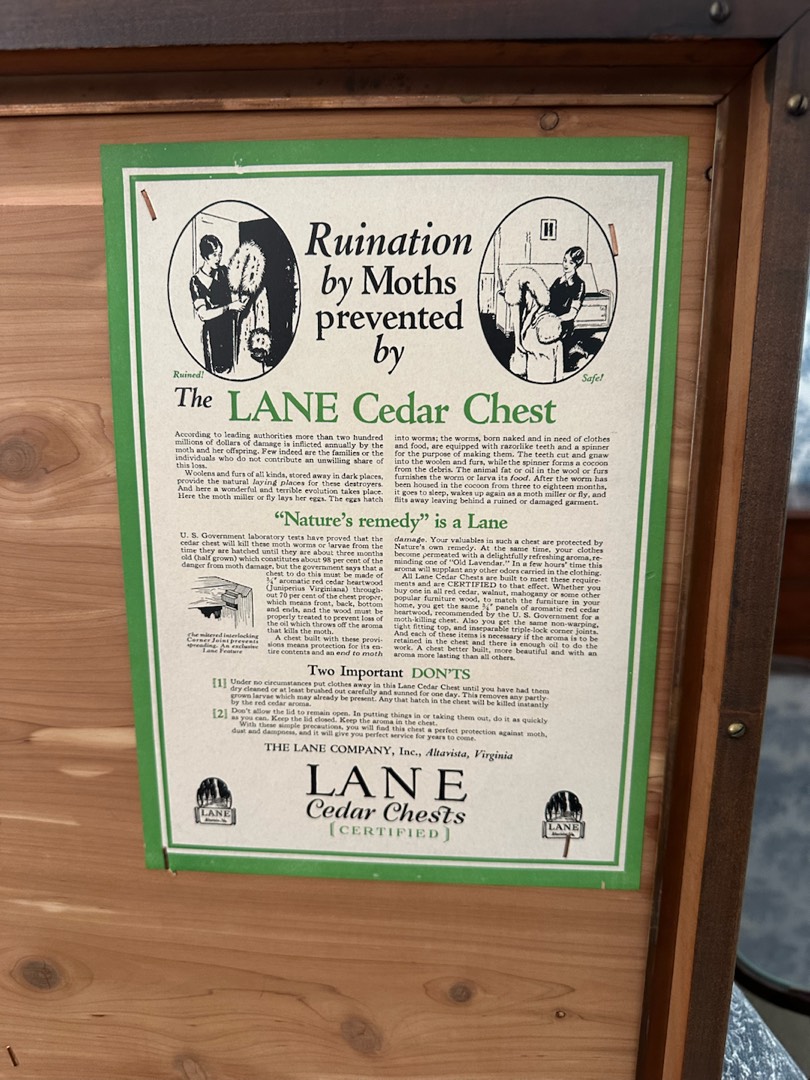 Ruination
by Moths
prevented
by
Ruined!
Safe!
The LANE Cedar Chest
According to leading authorities more than two hundred
millions of dollars of damage is inflicted annually by the
moth and her offspring. Few indeed are the families or the
individuals who do not contribute an unwilling share of
this loss.
Woolens and furs of all kinds, stored away in dark places,
provide the natural laying places for these destroyers.
And here a wonderful and terrible evolution takes place.
Here the moth miller or fly lays her eggs. The eggs hatch
into worms; the worms, born naked and in need of clothes
and food, are equipped with razorlike teeth and a spinner
for the purpose of making them. The teeth cut and gnaw
into the woolen and furs, while the spinner forms a cocoon
from the debris. The animal fat or oil in the wool or furs
furnishes the worm or larva its food. After the worm has
been housed in the cocoon from three to eighteen months,
it goes to sleep, wakes up again as a moth miller or fly, and
flits away leaving behind a ruined or damaged garment.
"Nature's remedy" is a Lane
U. S. Government laboratory tests have proved that the
cedar chest will kill these moth worms or larvae from the
time they are hatched until they are about three months
old (half grown) which constitutes about 98 per cent of the
danger from moth damage, but the government says that a
chest to do this must be made of
¾" aromatic red cedar heartwood
(Juniperius Virginiana) through-
out 70 per cent of the chest proper,
which means front, back, bottom
and ends, and the wood must be
properly treated to prevent loss of
the oil which throws off the aroma
that kills the moth.
A chest built with these provi-
sions means protection for its en-
tire contents and an end to moth
The mitered interlocking
Corner Joint prevents
spreading. An exclusive
Lane Feature
damage. Your valuables in such a chest are protected by
Nature's own remedy. At the same time, your clothes
become permeated with a delightfully refreshing aroma, re-
minding one of "Old Lavendar." In a few hours' time this
aroma will supplant any other odors carried in the clothing.
All Lane Cedar Chests are built to meet these require-
ments and are CERTIFIED to that effect. Whether you
buy one in all red cedar, walnut, mahogany or some other
popular furniture wood, to match the furniture in your
home, you get the same ¾" panels of aromatic red cedar
heartwood, recommended by the U. S. Government for a
moth-killing chest. Also you get the same non-warping,
tight fitting top, and inseparable triple-lock corner joints.
And each of these items is necessary if the aroma is to be
retained in the chest and there is enough oil to do the
work. A chest better built, more beautiful and with an
aroma more lasting than all others.
Two Important DON'TS
[1] Under no circumstances put clothes away in this Lane Cedar Chest until you have had them
dry cleaned or at least brushed out carefully and sunned for one day. This removes any partly-
grown larvae which may already be present. Any that hatch in the chest will be killed instantly
by the red cedar aroma.
[2] Don't allow the lid to remain open. In putting things in or taking them out, do it as quickly
as you can. Keep the lid closed. Keep the aroma in the chest.
With these simple precautions, you will find this chest a perfect protection against moth,
dust and dampness, and it will give you perfect service for years to come.
THE LANE COMPANY, Inc., Altavista, Virginia
LANE
Cedar Chests
[CERTIFIED]
LANE
LANE